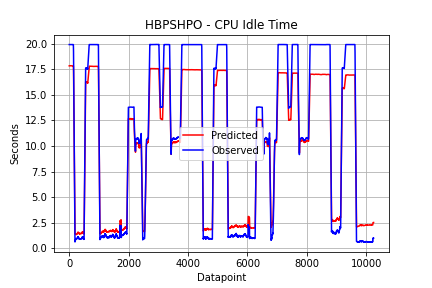 HBPSHPO - CPU Idle Time
20.0
17.5
15.0
12.5
10.0
7.5
5.0
2.5
0.0
Seconds
Predicted
Observed
0 2000 4000 6000 8000 10000
Datapoint